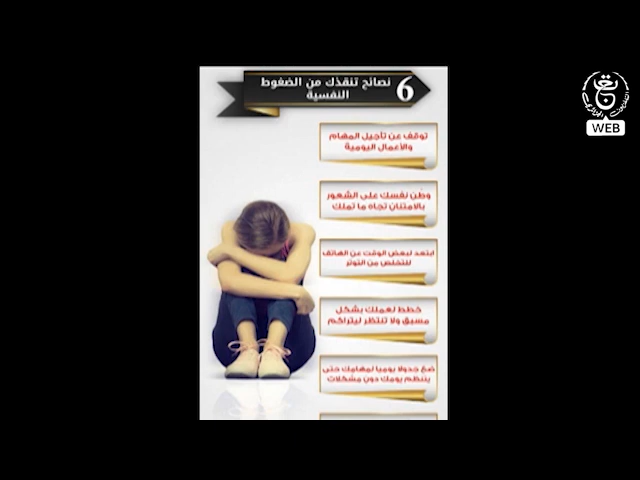 6 نصائح تنقذك من الضغوط
النفسية
توقف عن تأجيل المهام
والأعمال اليومية
وطّن نفسك على الشعور
بالامتنان تجاه ما تملك
ابتعد لبعض الوقت عن الهاتف
للتخلص من التوتر
خطط لعملك بشكل
مسبق ولا تنتظر ليتراكم
ضع جدولا يوميا لمهامك حتى
ينتظم يومك دون مشكلات
WEB